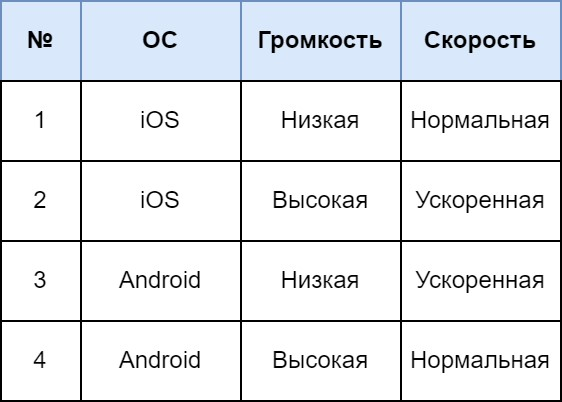 № ОС Громкость Скорость
1 iOS Низкая Нормальная
2 iOS Высокая Ускоренная
3 Android Низкая Ускоренная
4 Android Высокая Нормальная